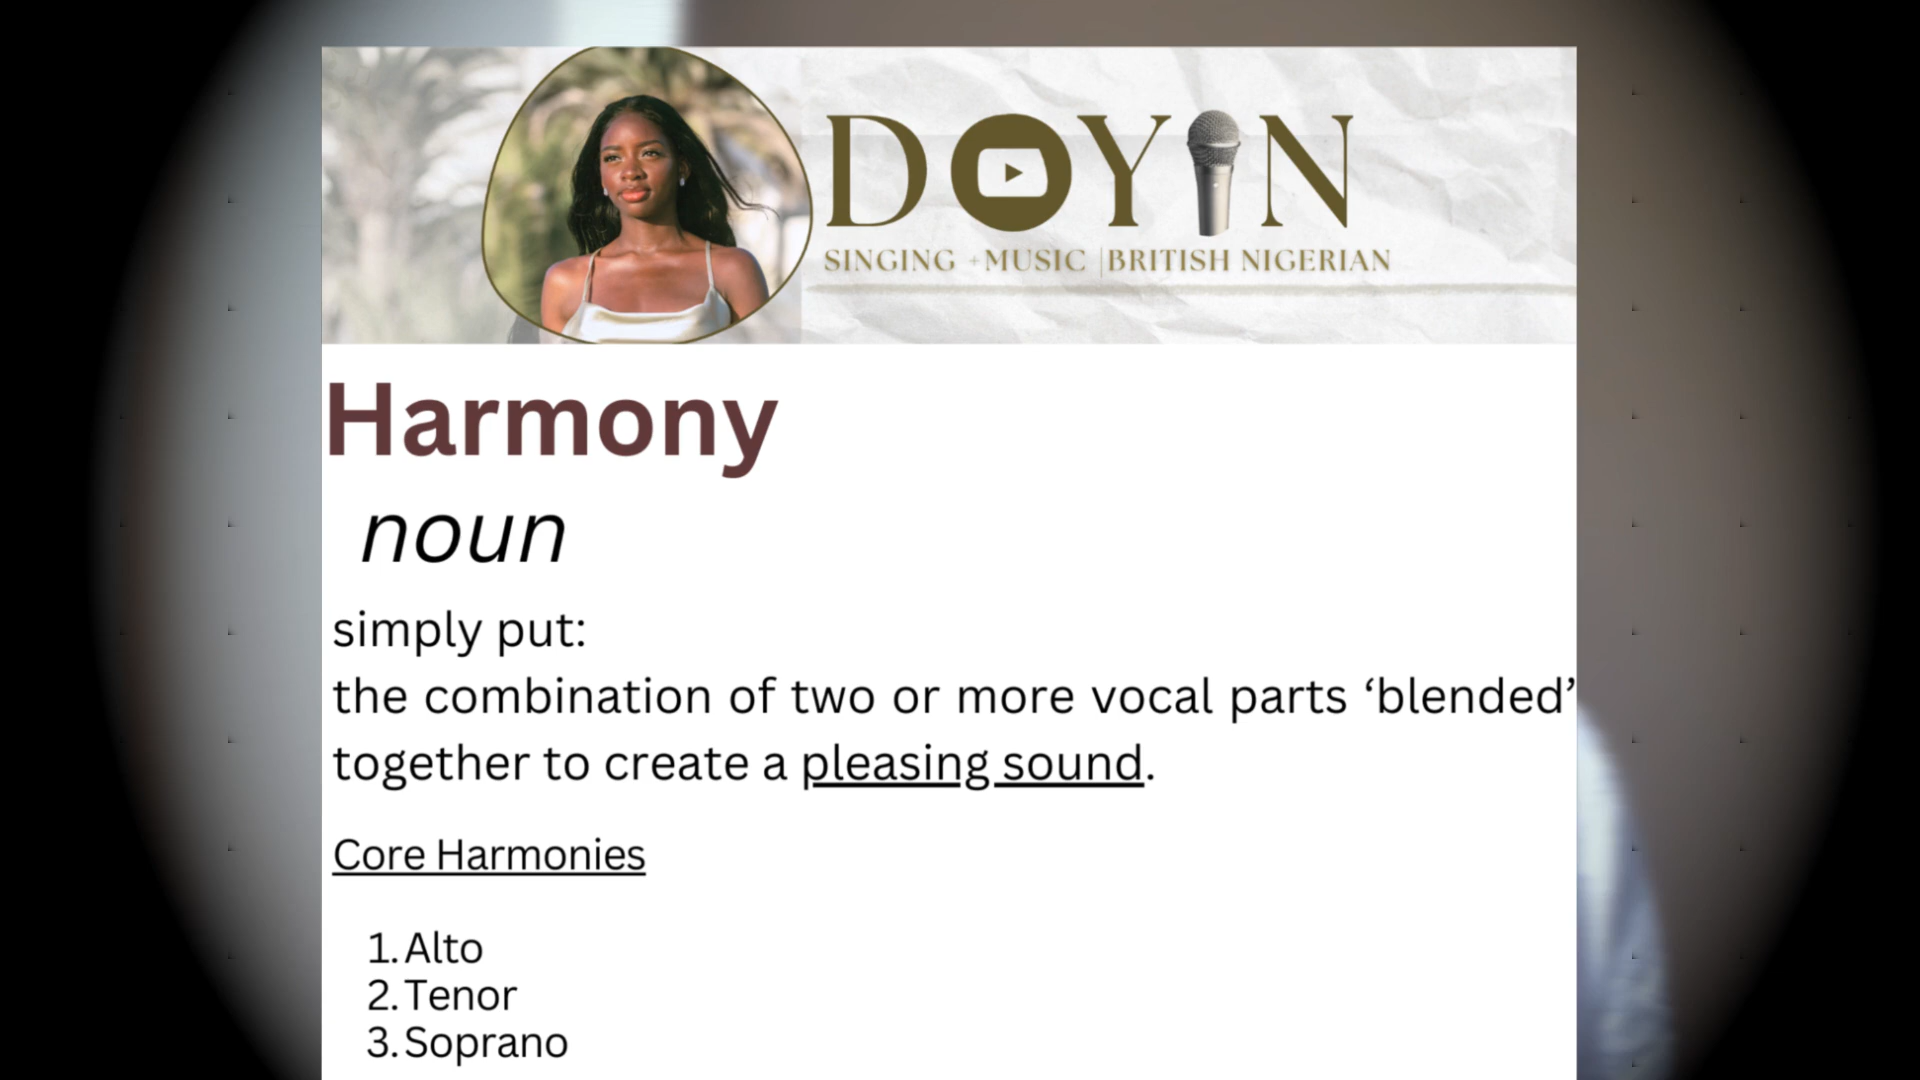 DOYIN
SINGING +MUSIC |BRITISH NIGERIAN
Harmony
noun
simply put:
the combination of two or more vocal parts ‘blended’
together to create a pleasing sound.
Core Harmonies
1. Alto
2. Tenor
3. Soprano